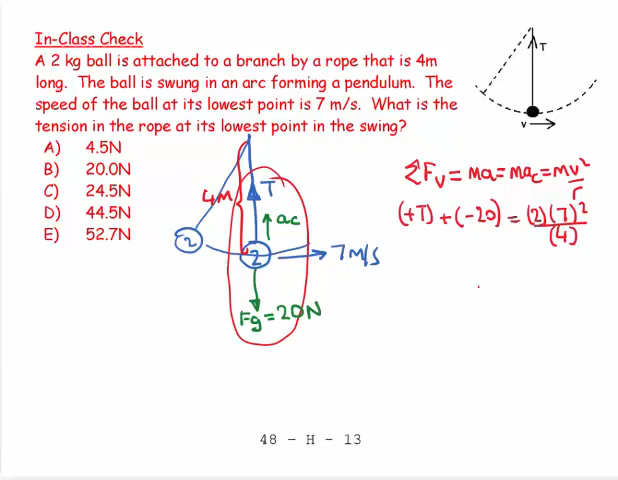 In-Class Check
A 2 kg ball is attached to a branch by a rope that is 4m
long. The ball is swung in an arc forming a pendulum. The
speed of the ball at its lowest point is 7 m/s. What is the
tension in the rope at its lowest point in the swing?
A) 4.5N
B) 20.0N
C) 24.5N
D) 44.5N
E) 52.7N
T
v
4M
T
ac
2
2
7M/S
Fg=20N
ΣFv = ma = mac = mv²/r
(+T) + (-20) = (2)(7)²/(4)
48 - H - 13